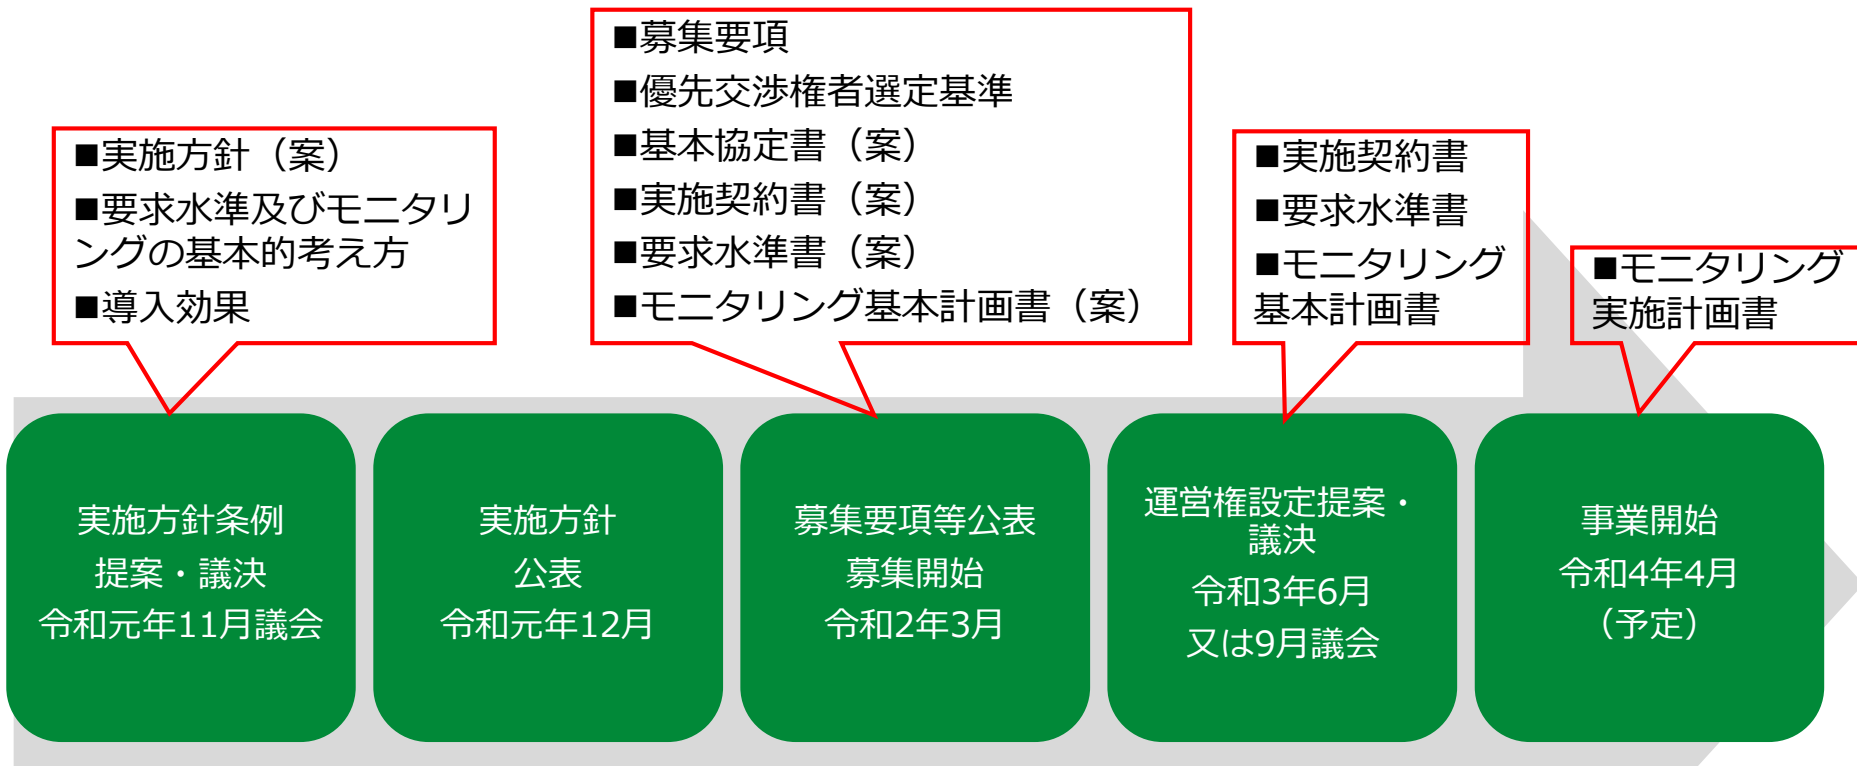 ■実施方針（案）
■要求水準及びモニタリ
ングの基本的考え方
■導入効果
■募集要項
■優先交渉権者選定基準
■基本協定書（案）
■実施契約書（案）
■要求水準書（案）
■モニタリング基本計画書（案）
■実施契約書
■要求水準書
■モニタリング
基本計画書
■モニタリング
実施計画書
実施方針条例
提案・議決
令和元年11月議会
実施方針
公表
令和元年12月
募集要項等公表
募集開始
令和2年3月
運営権設定提案・
議決
令和3年6月
又は9月議会
事業開始
令和4年4月
（予定）